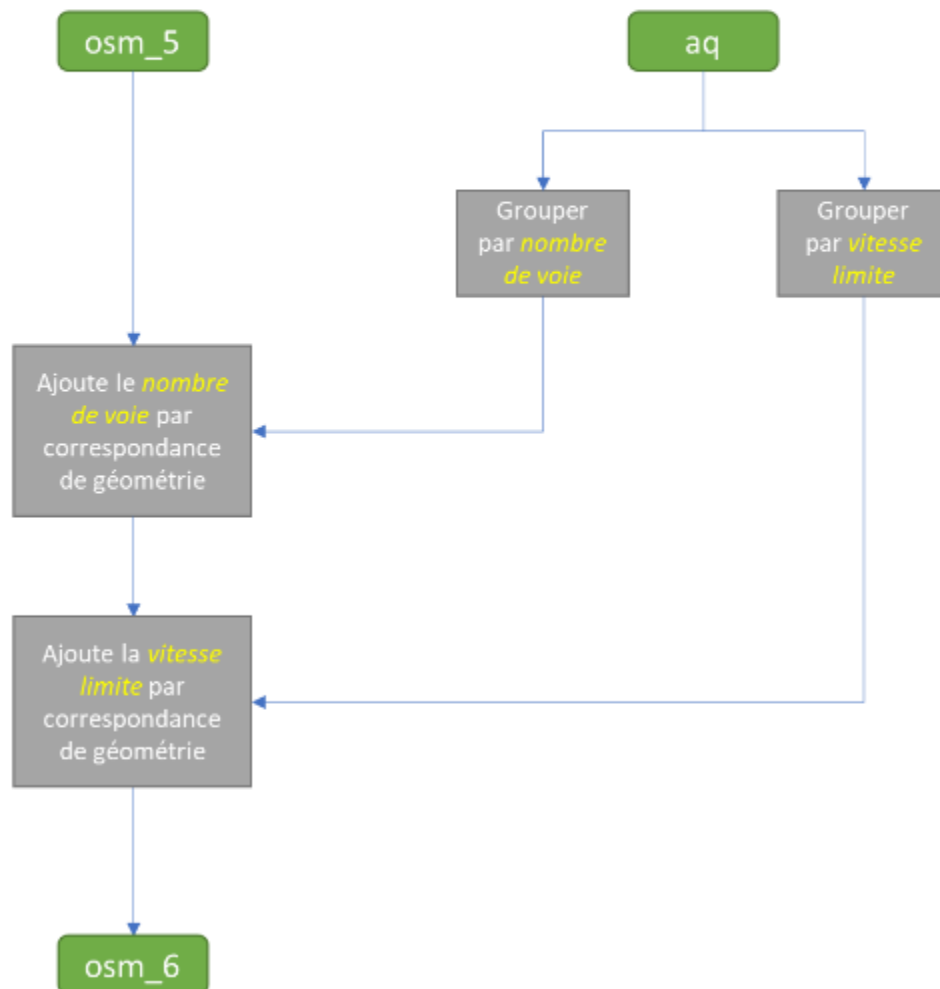 osm_5
aq
Grouper
par nombre
de voie
Grouper
par vitesse
limite
Ajoute le nombre
de voie par
correspondance
de géométrie
Ajoute la vitesse
limite par
correspondance
de géométrie
osm_6